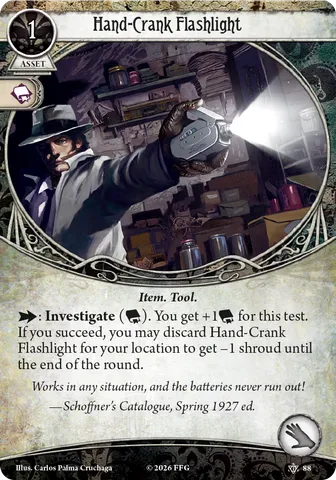 Hand-Crank Flashlight
1
ASSET
Item. Tool.
: Investigate (). You get +1 for this test.
If you succeed, you may discard Hand-Crank
Flashlight for your location to get –1 shroud until
the end of the round.
Works in any situation, and the batteries never run out!
—Schoffner's Catalogue, Spring 1927 ed.
Illus. Carlos Palma Cruchaga © 2026 FFG 88